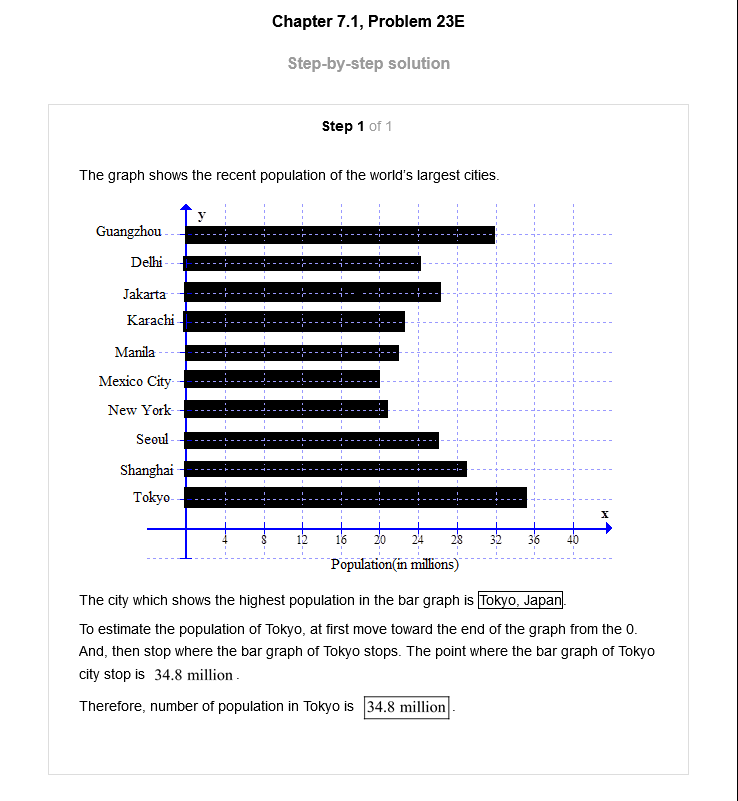 Chapter 7.1, Problem 23E
Step-by-step solution
Step 1 of 1
The graph shows the recent population of the world's largest cities.
y
Guangzhou
Delhi
Jakarta
Karachi
Manila
Mexico City
New York
Seoul
Shanghai
Tokyo
x
4 8 12 16 20 24 28 32 36 40
Population(in millions)
The city which shows the highest population in the bar graph is Tokyo, Japan.
To estimate the population of Tokyo, at first move toward the end of the graph from the 0.
And, then stop where the bar graph of Tokyo stops. The point where the bar graph of Tokyo
city stop is 34.8 million.
Therefore, number of population in Tokyo is 34.8 million.